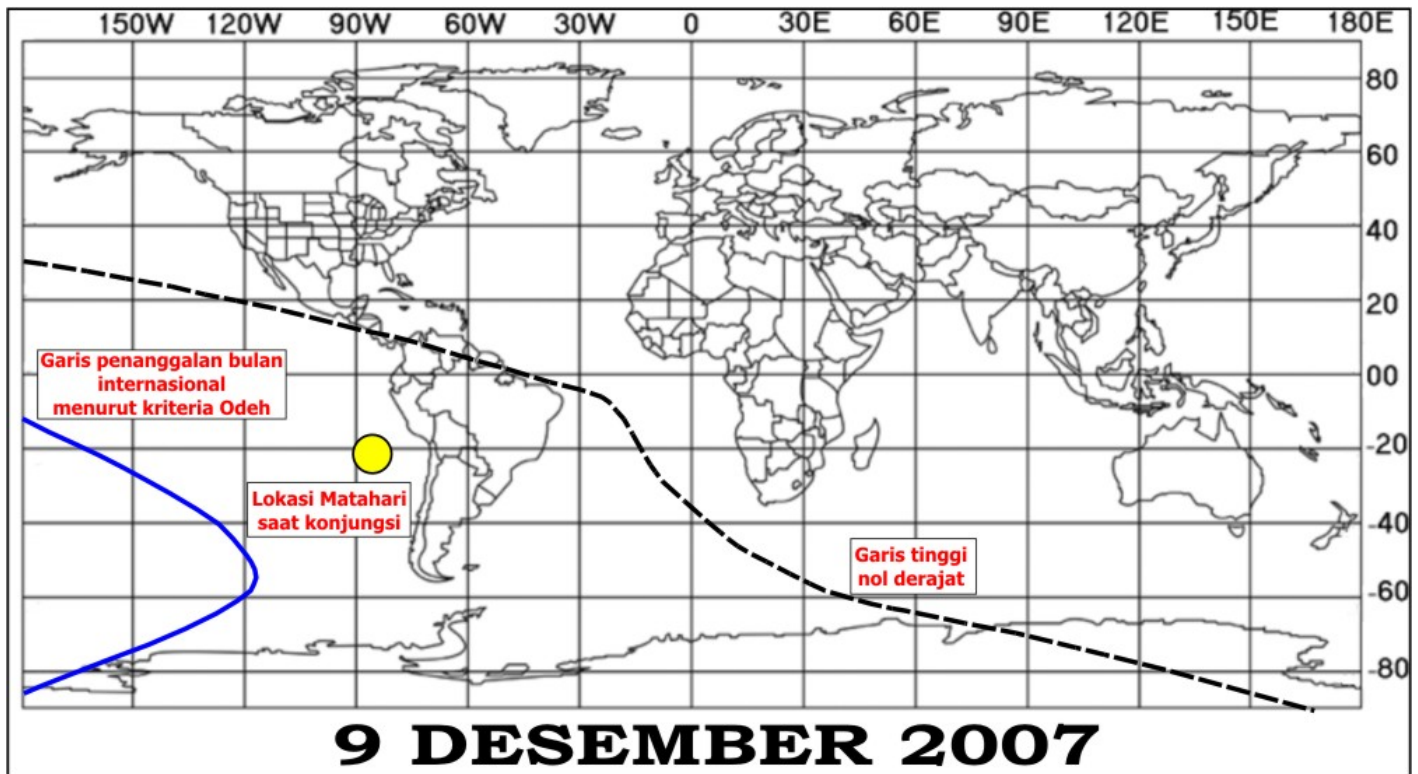 150W 120W 90W 60W 30W 0 30E 60E 90E 120E 150E 180E
80
60
40
20
00
-20
-40
-60
-80
Garis penanggalan bulan
internasional
menurut kriteria Odeh
Lokasi Matahari
saat konjungsi
Garis tinggi
nol derajat
9 DESEMBER 2007